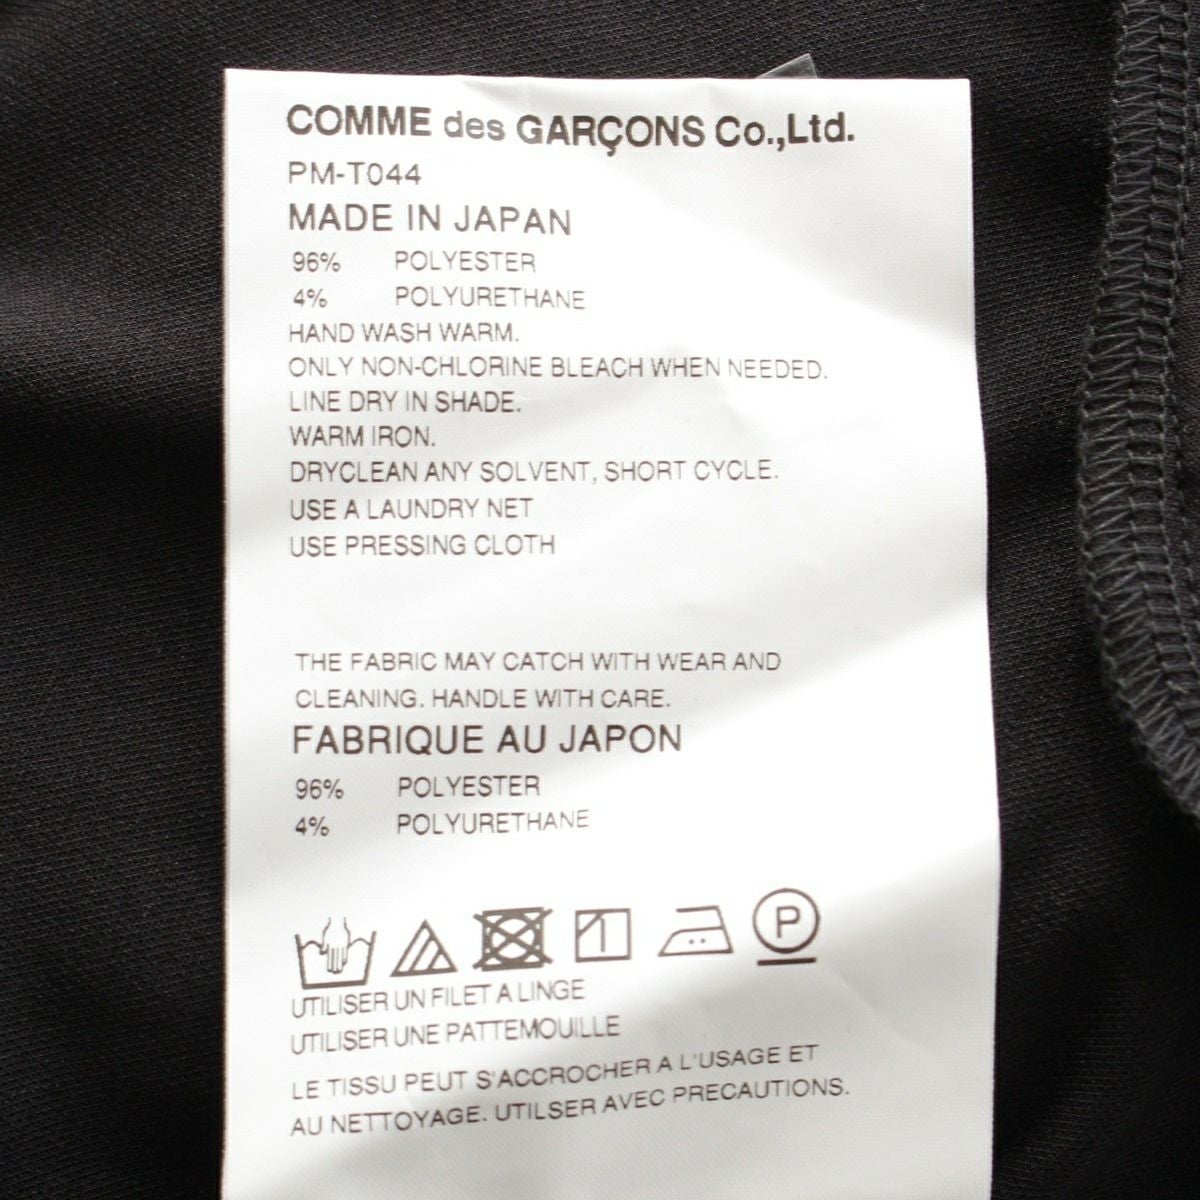 COMME des GARÇONS Co.,Ltd.
PM-T044
MADE IN JAPAN
96% POLYESTER
4% POLYURETHANE
HAND WASH WARM.
ONLY NON-CHLORINE BLEACH WHEN NEEDED.
LINE DRY IN SHADE.
WARM IRON.
DRYCLEAN ANY SOLVENT, SHORT CYCLE.
USE A LAUNDRY NET
USE PRESSING CLOTH
THE FABRIC MAY CATCH WITH WEAR AND
CLEANING. HANDLE WITH CARE.
FABRIQUE AU JAPON
96% POLYESTER
4% POLYURETHANE
P
UTILISER UN FILET A LINGE
UTILISER UNE PATTEMOUILLE
LE TISSU PEUT S'ACCROCHER A L'USAGE ET
AU NETTOYAGE. UTILSER AVEC PRECAUTIONS.